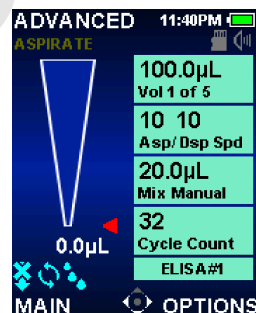 ADVANCED 11:40PM
ASPIRATE
100.0µL
Vol 1 of 5
10 10
Asp/Dsp Spd
20.0µL
Mix Manual
32
0.0µL
Cycle Count
ELISA#1
MAIN OPTIONS